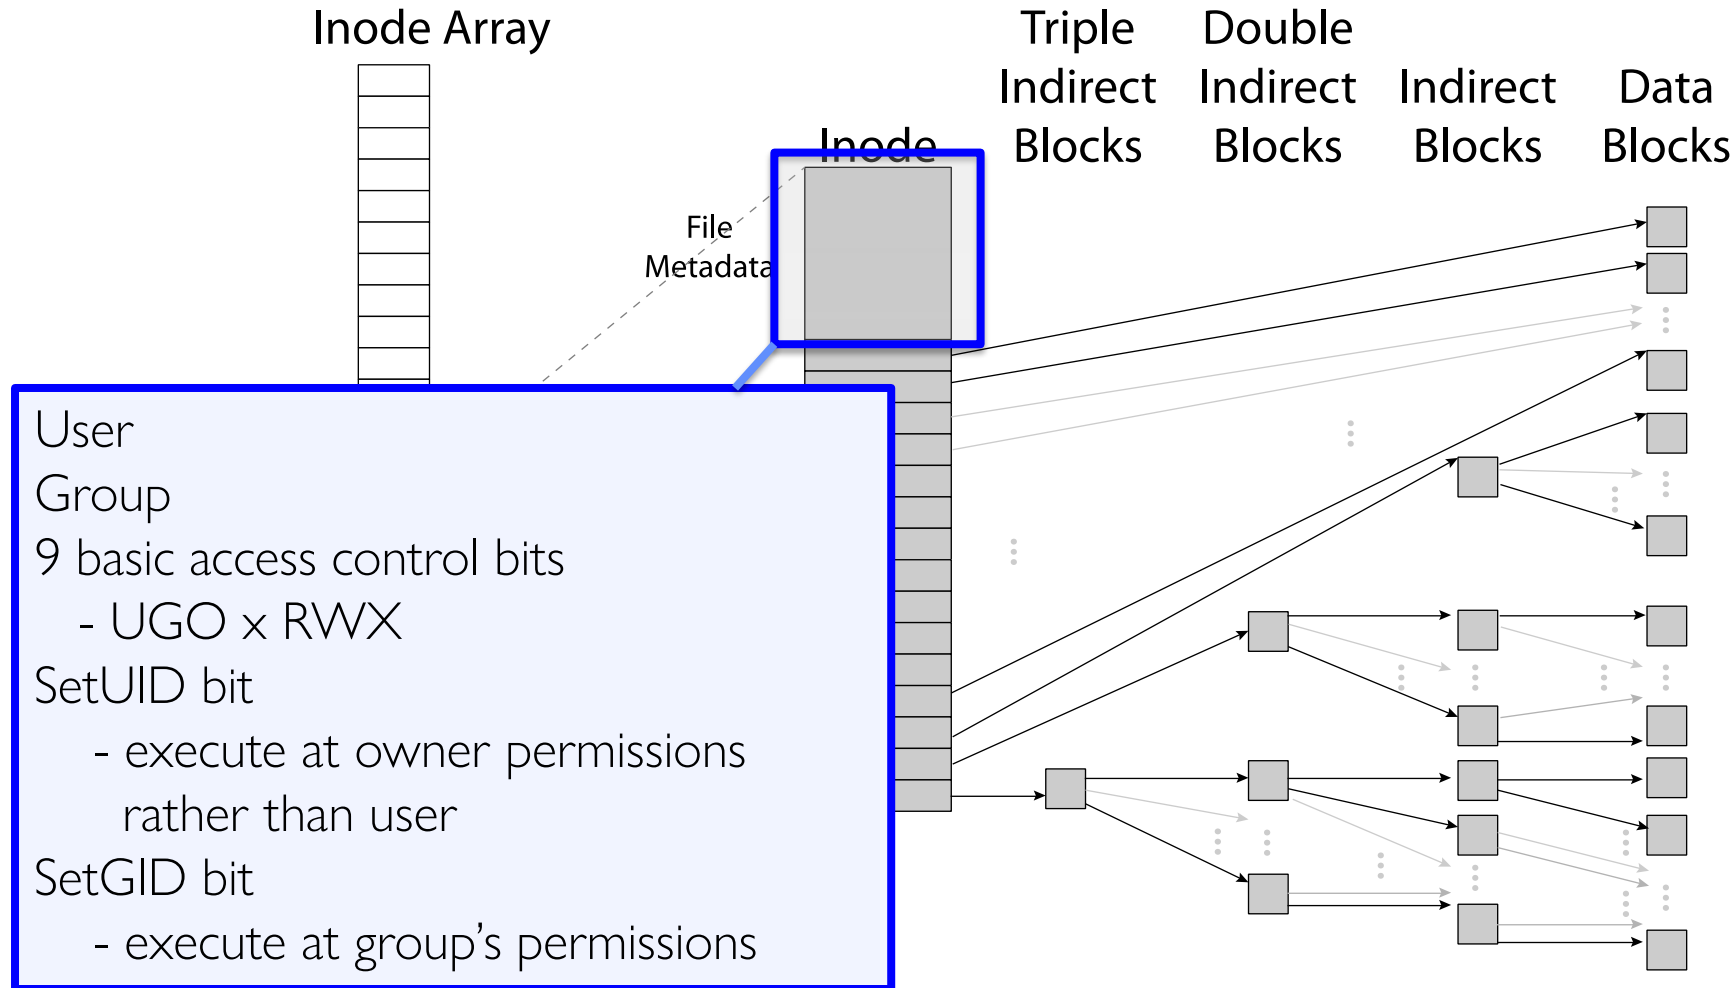 Inode Array
Triple
Indirect
Blocks
Double
Indirect
Blocks
Indirect
Blocks
Data
Blocks
Inode
File
Metadata
User
Group
9 basic access control bits
- UGO x RWX
SetUID bit
- execute at owner permissions
rather than user
SetGID bit
- execute at group’s permissions